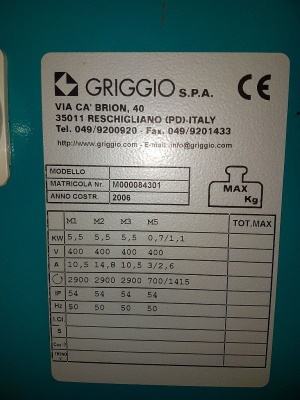 GRIGGIO S.P.A. CE
VIA CA' BRION, 40
35011 RESCHIGLIANO (PD)-ITALY
Tel. 049/9200920 - Fax. 049/9201433
http://www.griggio.com - E.mail :info@griggio.com
MODELLO
MATRICOLA Nr. M000084301
ANNO COSTR. 2006
MAX
Kg
M1 M2 M3 M5 TOT.MAX
KW 5,5 5,5 5,5 0,7/1,1
V 400 400 400 400
A 10,5 14,8 10,5 3/2,6
2900 2900 2900 700/1415
IP 54 54 54 54
Hz 50 50 50 50
I.Cl
S